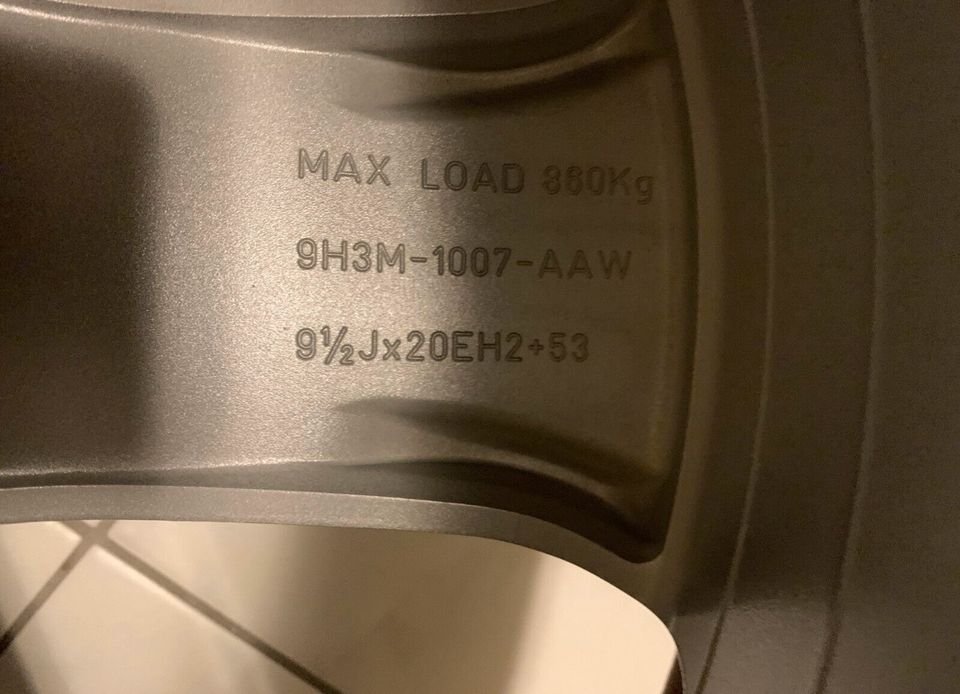 MAX LOAD 860Kg
9H3M-1007-AAW
9½Jx20EH2+53